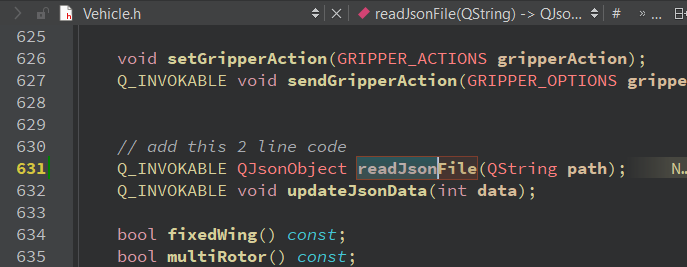 Vehicle.h
readJsonFile(QString) -> QJso...
#
»
...
625
626 void setGripperAction(GRIPPER_ACTIONS gripperAction);
627 Q_INVOKABLE void sendGripperAction(GRIPPER_OPTIONS grippe
628
629
630 // add this 2 line code
631 Q_INVOKABLE QJsonObject readJsonFile(QString path); N...
632 Q_INVOKABLE void updateJsonData(int data);
633
634 bool fixedWing() const;
635 bool multiRotor() const;